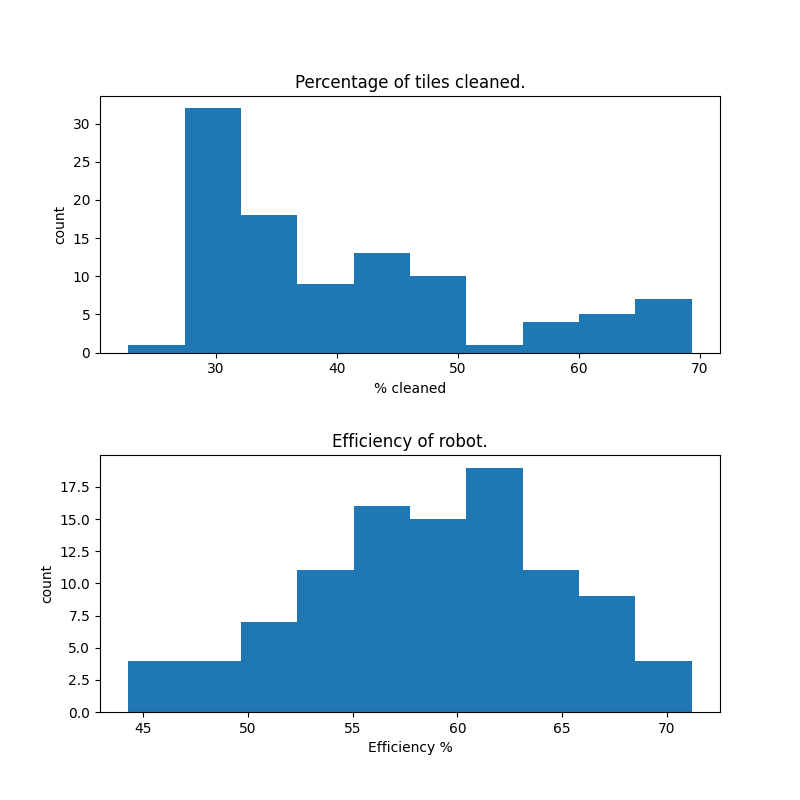 Percentage of tiles cleaned.
30
25
20
15
10
5
0
count
30 40 50 60 70
% cleaned
Efficiency of robot.
17.5
15.0
12.5
10.0
7.5
5.0
2.5
0.0
count
45 50 55 60 65 70
Efficiency %